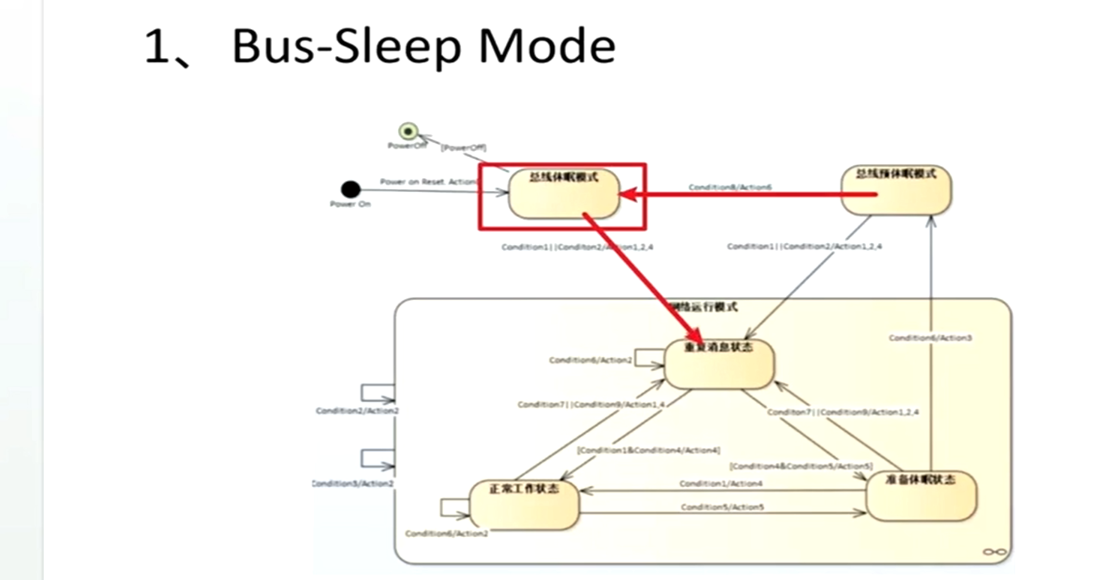 1、 Bus-Sleep Mode
PowerOff
[PowerOff]
总线休眠模式
总线预休眠模式
Power on Reset. Action
Condition8/Action6
Power On
Condition1||Conditon2/Action1,2,4
Condition1||Condition2/Action1,2,4
网络运行模式
Condition6/Action3
重复消息状态
Condition6/Action2
Condition7||Condition9/Action1,4
Conditon7||Condition9/Action1,2,4
Condition2/Action2
[Condition1&Condition4/Action4]
[Condition4&Condition5/Action5]
Condition3/Action2
正常工作状态
Condition1/Action4
准备休眠状态
Condition5/Action5
Condition6/Action2